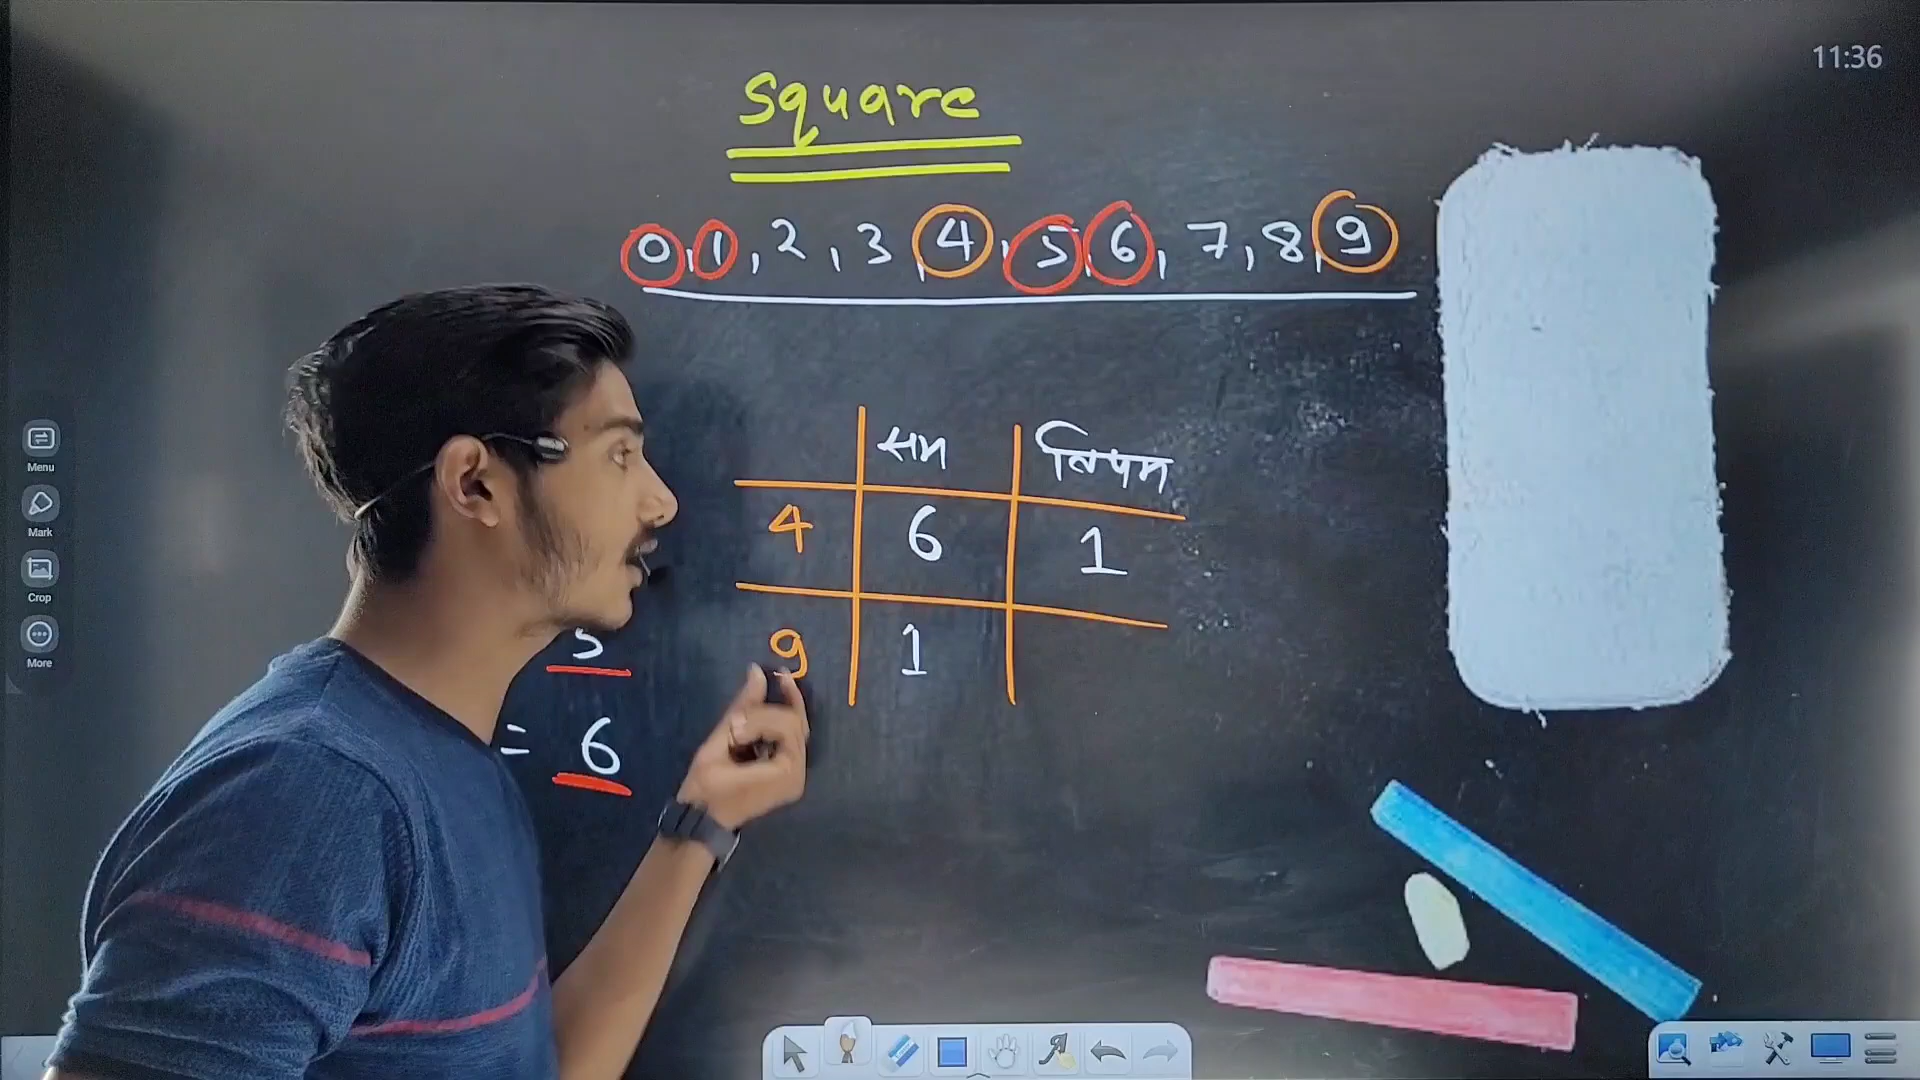 11:36
square
0, 1, 2, 3, 4, 5, 6, 7, 8, 9
सम विषम
4 6 1
9 1
5
= 6
Menu
Mark
Crop
More